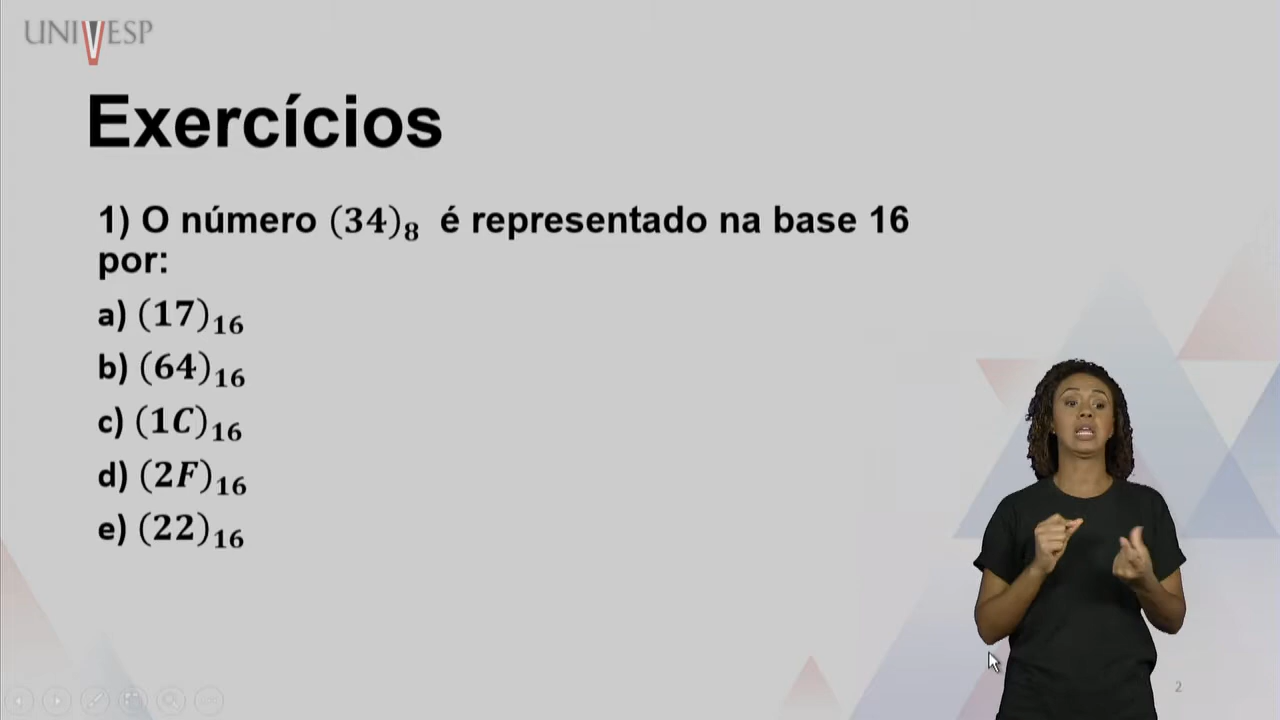 UNIVESP
Exercícios
1) O número (34)₈ é representado na base 16
por:
a) (17)₁₆
b) (64)₁₆
c) (1C)₁₆
d) (2F)₁₆
e) (22)₁₆
2